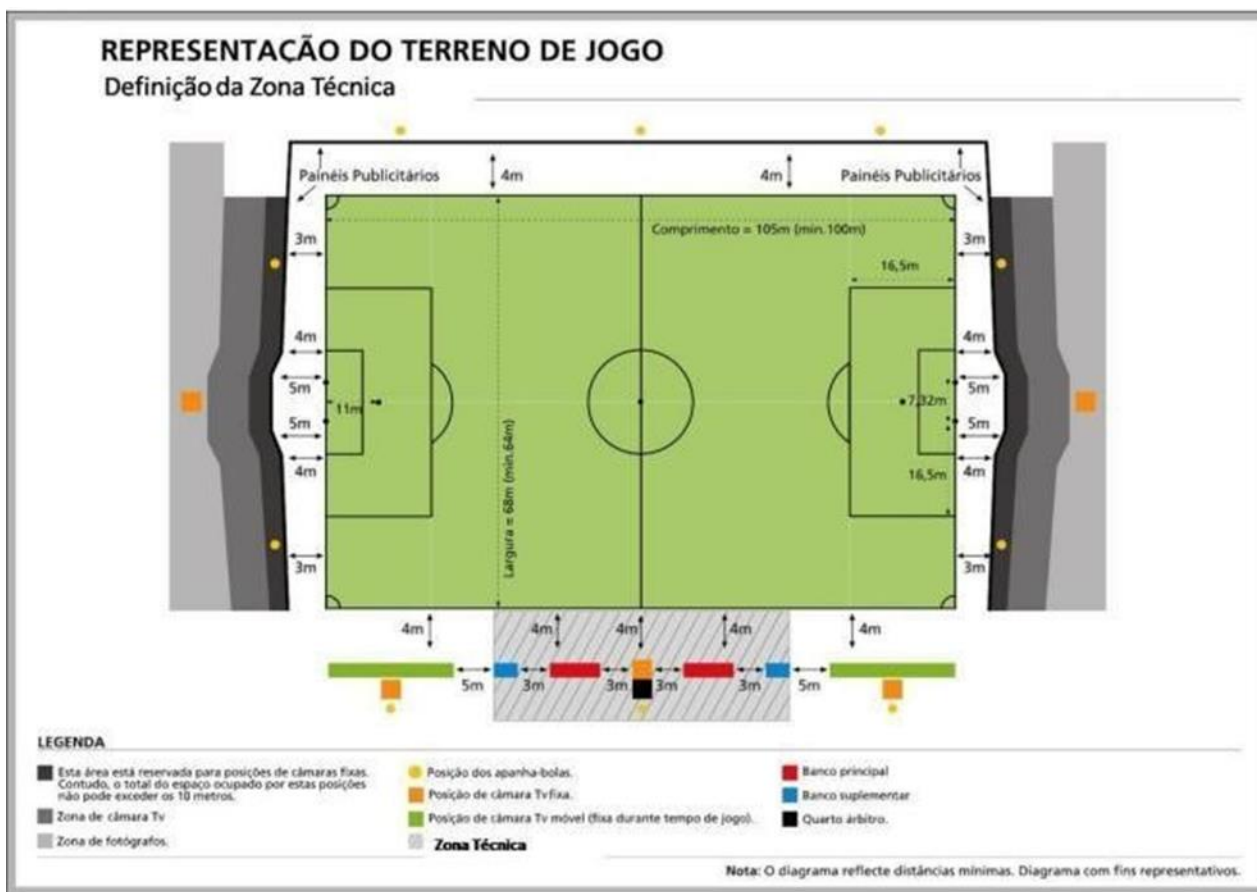 REPRESENTAÇÃO DO TERRENO DE JOGO
Definição da Zona Técnica
4m
4m
Painéis Publicitários
Painéis Publicitários
Comprimento = 105m (min.100m)
3m
3m
16,5m
4m
4m
5m
5m
11m
7,32m
5m
5m
4m
4m
16,5m
Largura = 68m (min.64m)
3m
3m
4m
4m
4m
4m
4m
5m
3m
3m
3m
3m
5m
LEGENDA
Esta área está reservada para posições de câmaras fixas.
Contudo, o total do espaço ocupado por estas posições
não pode exceder os 10 metros.
Zona de câmara Tv
Zona de fotógrafos.
Posição dos apanha-bolas.
Posição de câmara Tv fixa.
Posição de câmara Tv móvel (fixa durante tempo de jogo).
Zona Técnica
Banco principal
Banco suplementar
Quarto árbitro.
Nota: O diagrama reflecte distâncias mínimas. Diagrama com fins representativos.